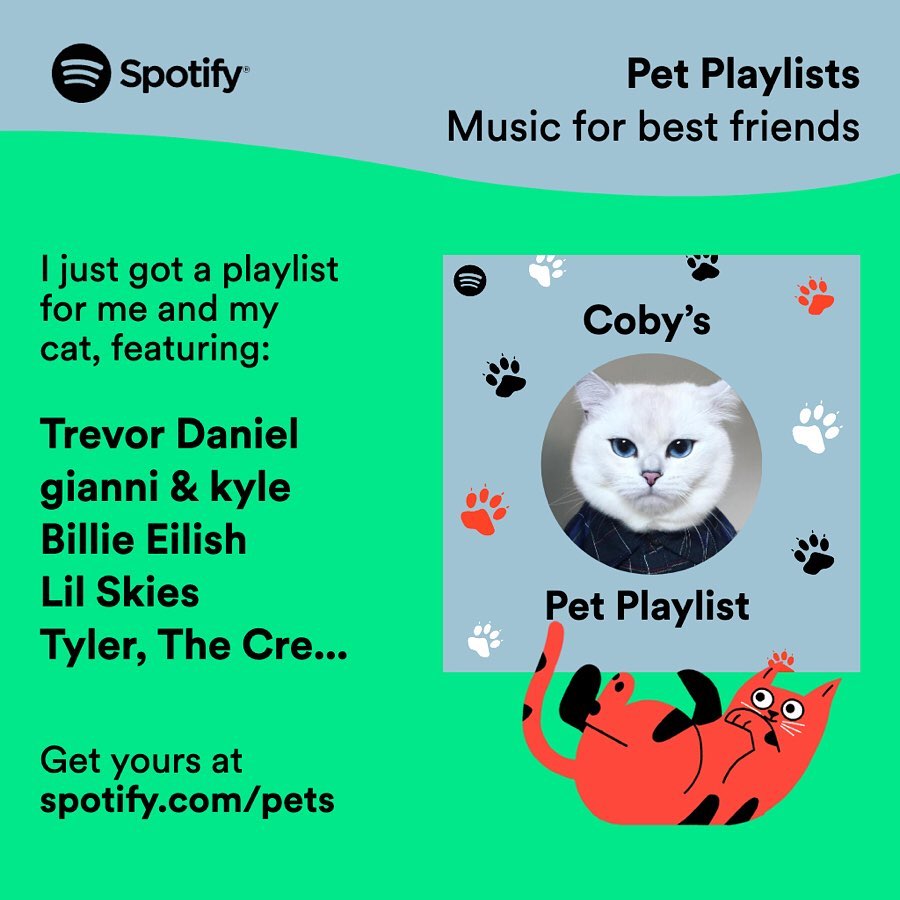 Spotify®
Pet Playlists
Music for best friends
I just got a playlist
for me and my
cat, featuring:
Trevor Daniel
gianni & kyle
Billie Eilish
Lil Skies
Tyler, The Cre...
Get yours at
spotify.com/pets
Coby’s
Pet Playlist